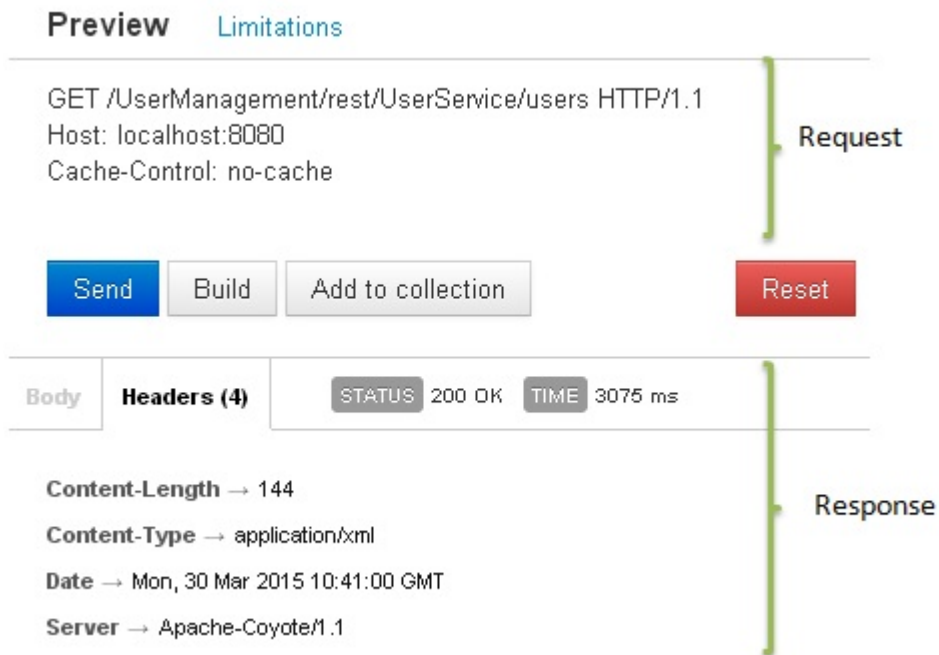 Preview Limitations
GET /UserManagement/rest/UserService/users HTTP/1.1
Host: localhost:8080
Cache-Control: no-cache
Request
Send Build Add to collection Reset
Body Headers (4) STATUS 200 OK TIME 3075 ms
Content-Length → 144
Content-Type → application/xml
Date → Mon, 30 Mar 2015 10:41:00 GMT
Server → Apache-Coyote/1.1
Response